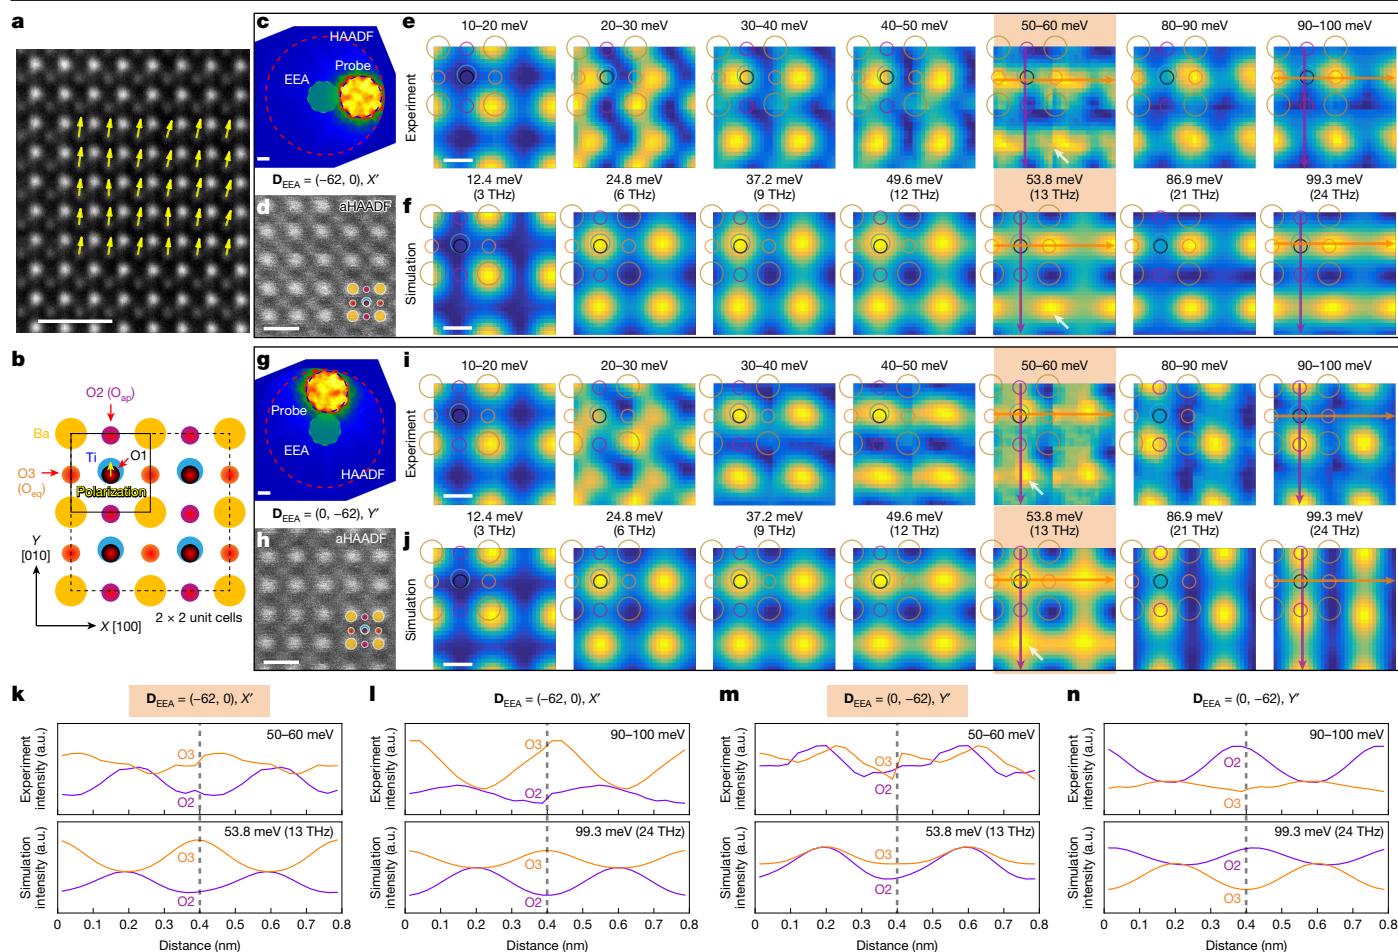 a
b
O2 (Oap)
Ba
Ti
O1
O3
(Oeq)
Polarization
Y
[010]
X [100]
2 × 2 unit cells
c
HAADF
EEA
Probe
DEEA = (−62, 0), X′
d
aHAADF
e
10–20 meV
20–30 meV
30–40 meV
40–50 meV
50–60 meV
80–90 meV
90–100 meV
Experiment
f
12.4 meV
(3 THz)
24.8 meV
(6 THz)
37.2 meV
(9 THz)
49.6 meV
(12 THz)
53.8 meV
(13 THz)
86.9 meV
(21 THz)
99.3 meV
(24 THz)
Simulation
g
Probe
EEA
HAADF
DEEA = (0, −62), Y′
h
aHAADF
i
10–20 meV
20–30 meV
30–40 meV
40–50 meV
50–60 meV
80–90 meV
90–100 meV
Experiment
j
12.4 meV
(3 THz)
24.8 meV
(6 THz)
37.2 meV
(9 THz)
49.6 meV
(12 THz)
53.8 meV
(13 THz)
86.9 meV
(21 THz)
99.3 meV
(24 THz)
Simulation
k
DEEA = (−62, 0), X′
50–60 meV
O3
O2
Experiment
intensity (a.u.)
53.8 meV (13 THz)
O3
O2
Simulation
intensity (a.u.)
0 0.1 0.2 0.3 0.4 0.5 0.6 0.7 0.8
Distance (nm)
l
DEEA = (−62, 0), X′
90–100 meV
O3
O2
Experiment
intensity (a.u.)
99.3 meV (24 THz)
O3
O2
Simulation
intensity (a.u.)
0 0.1 0.2 0.3 0.4 0.5 0.6 0.7 0.8
Distance (nm)
m
DEEA = (0, −62), Y′
50–60 meV
O3
O2
Experiment
intensity (a.u.)
53.8 meV (13 THz)
O3
O2
Simulation
intensity (a.u.)
0 0.1 0.2 0.3 0.4 0.5 0.6 0.7 0.8
Distance (nm)
n
DEEA = (0, −62), Y′
90–100 meV
O2
O3
Experiment
intensity (a.u.)
99.3 meV (24 THz)
O2
O3
Simulation
intensity (a.u.)
0 0.1 0.2 0.3 0.4 0.5 0.6 0.7 0.8
Distance (nm)